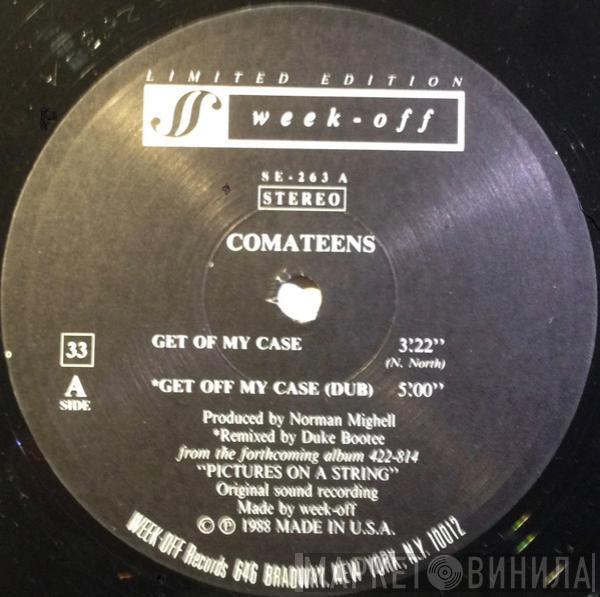 LIMITED EDITION
week-off
SE-263 A
STEREO
COMATEENS
33
GET OF MY CASE 3'.'22''
(N. North)
A
SIDE
*GET OFF MY CASE (DUB) 5'.'00''
Produced by Norman Mighell
*Remixed by Duke Bootee
from the forthcoming album 422-814
''PICTURES ON A STRING''
Original sound recording
Made by week-off
© ℗ 1988 MADE IN U.S.A.
WEEK-OFF Records 646 BRADWAY, NEW YORK, N.Y. 10012
МАРКЕТ ВИНИЛА